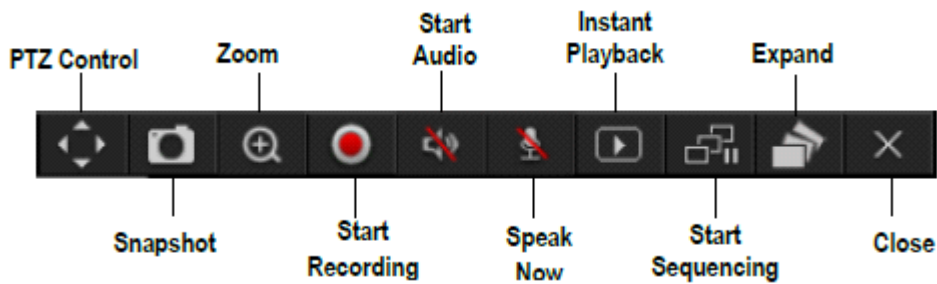 Start
Audio
Instant
Playback
PTZ Control
Zoom
Expand
Snapshot
Start
Recording
Speak
Now
Start
Sequencing
Close